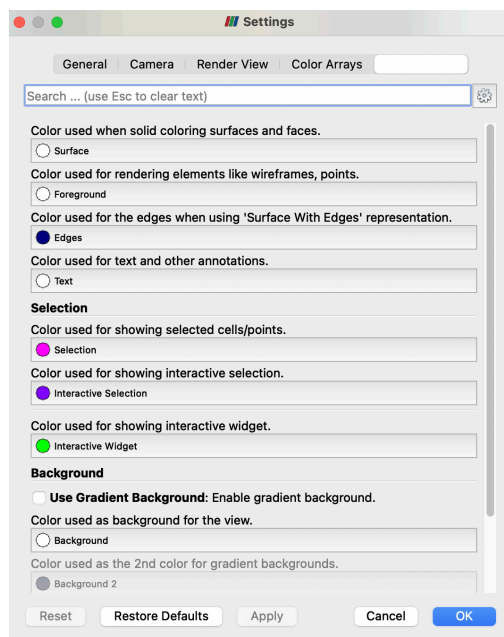 Settings
General Camera Render View Color Arrays
Search ... (use Esc to clear text)
Color used when solid coloring surfaces and faces.
Surface
Color used for rendering elements like wireframes, points.
Foreground
Color used for the edges when using 'Surface With Edges' representation.
Edges
Color used for text and other annotations.
Text
Selection
Color used for showing selected cells/points.
Selection
Color used for showing interactive selection.
Interactive Selection
Color used for showing interactive widget.
Interactive Widget
Background
Use Gradient Background: Enable gradient background.
Color used as background for the view.
Background
Color used as the 2nd color for gradient backgrounds.
Background 2
Reset Restore Defaults Apply Cancel OK